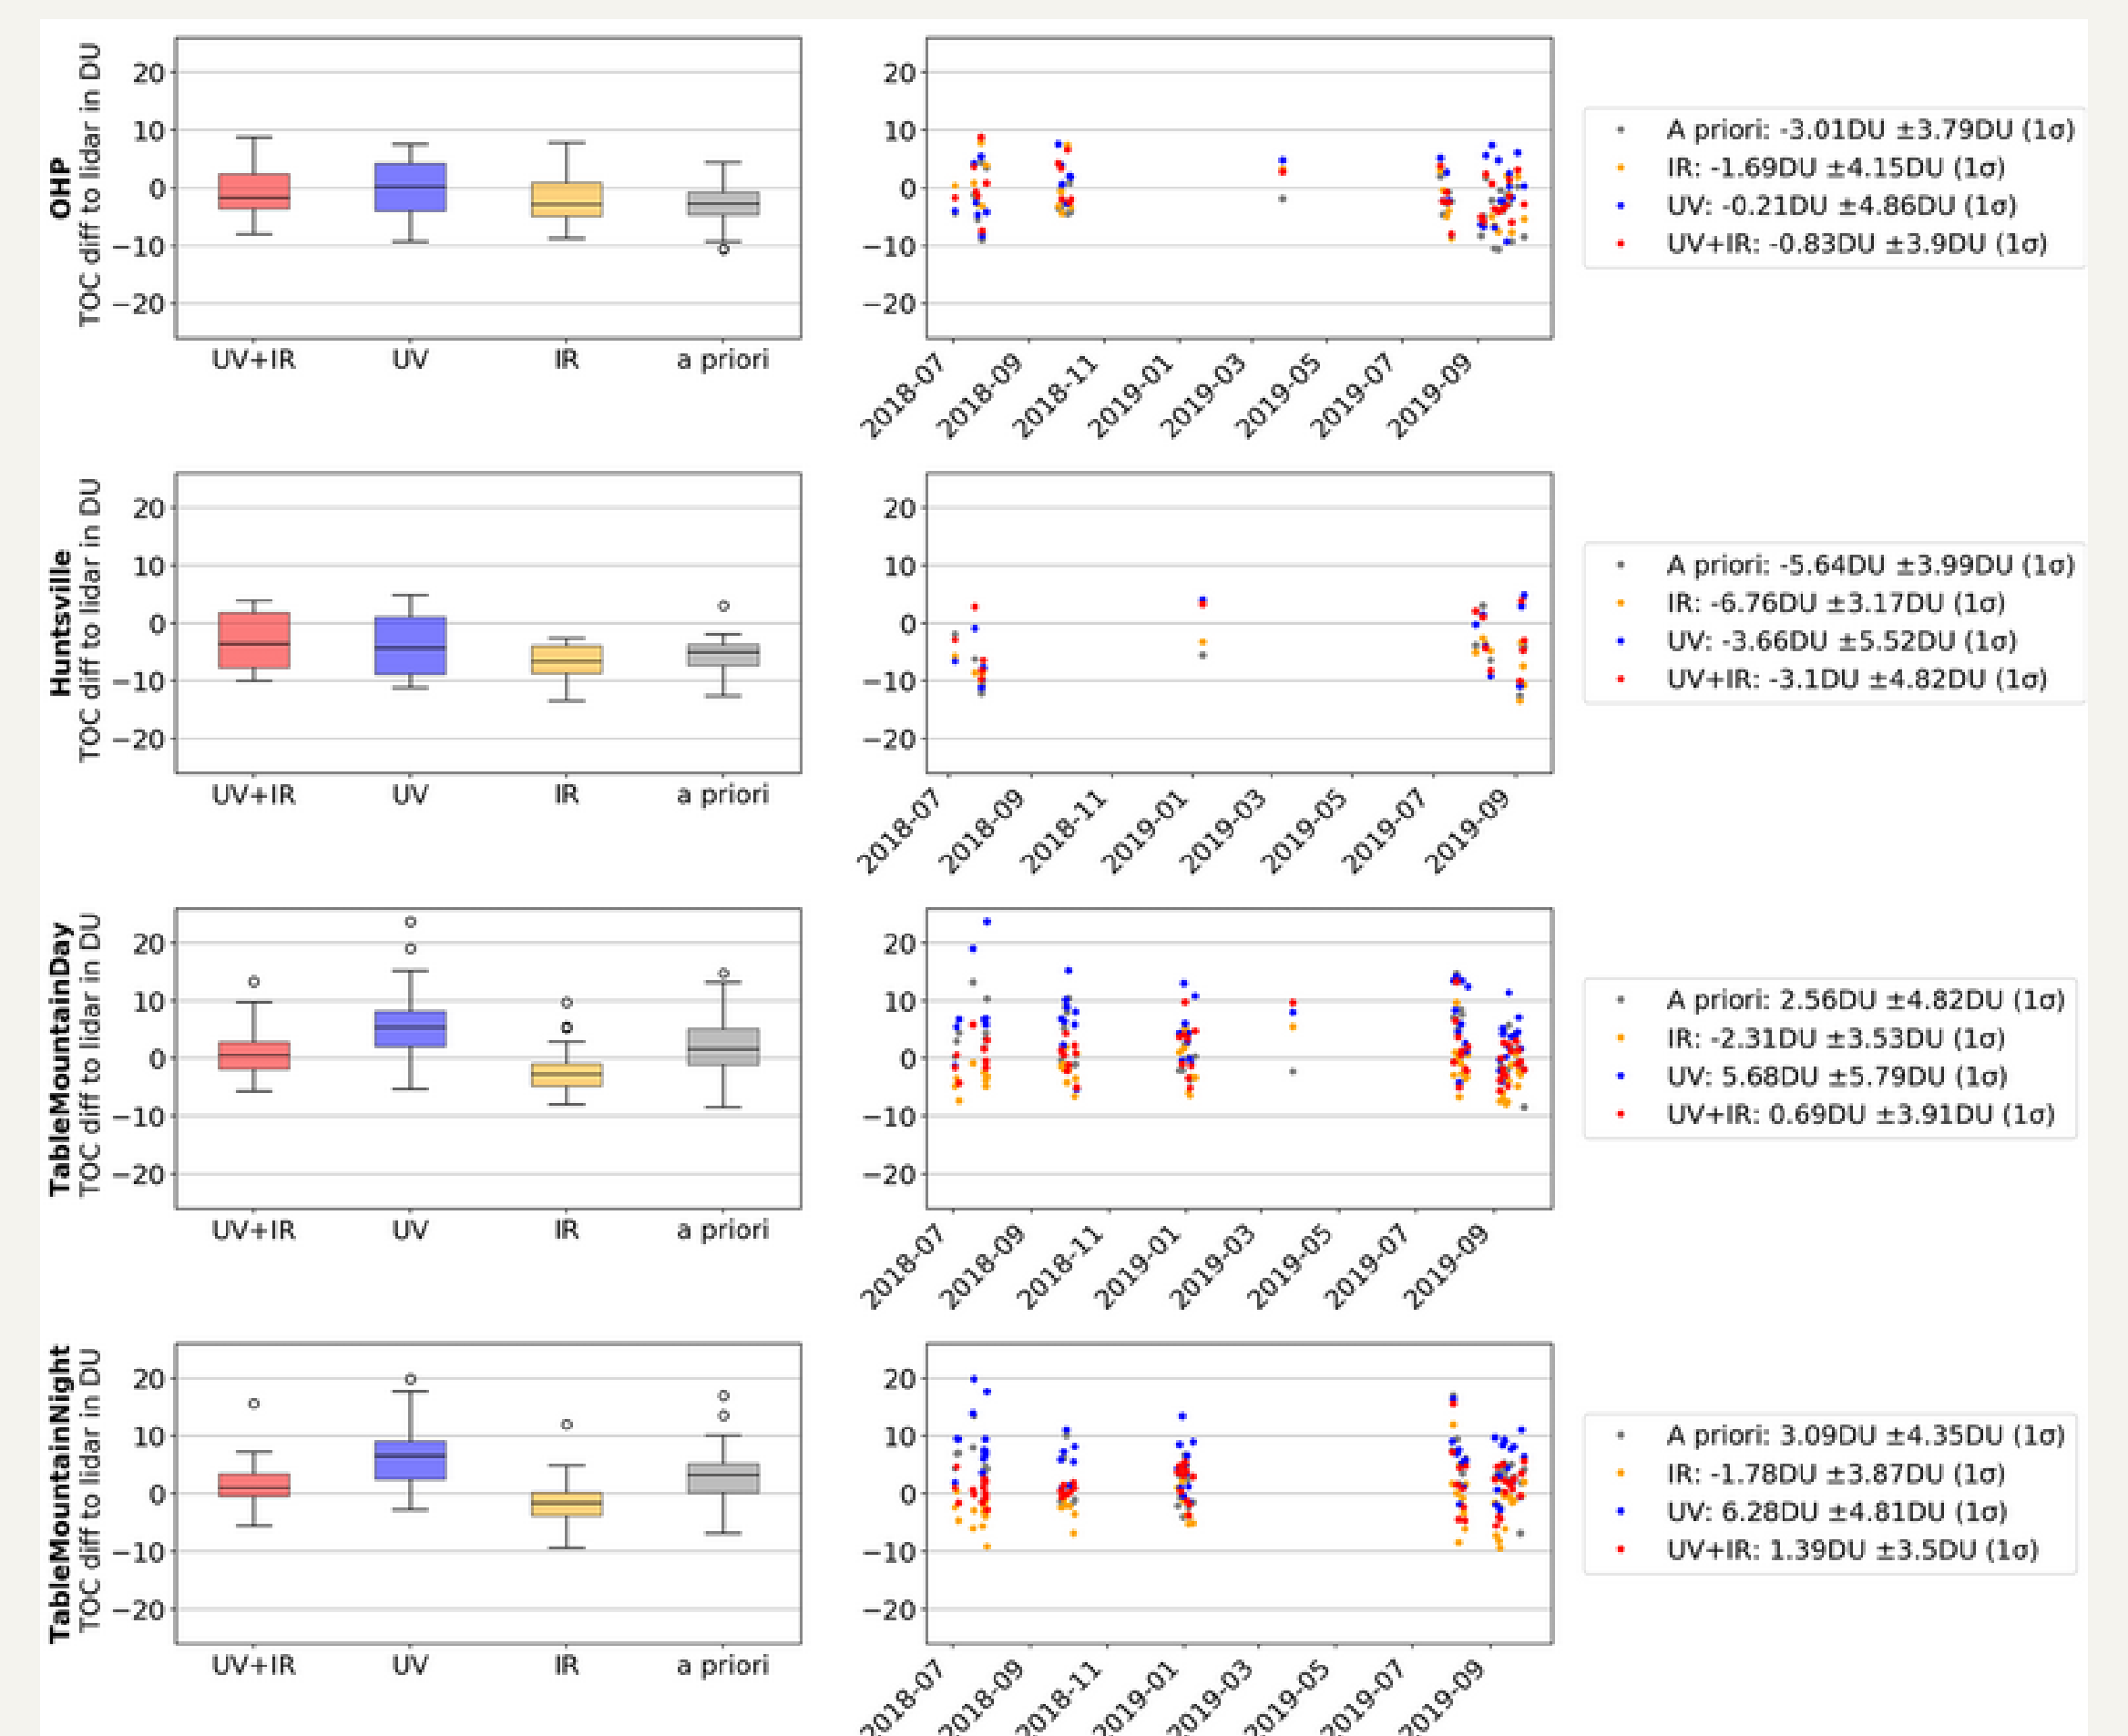 OHP
TOC diff to lidar in DU
20
10
0
−10
−20
UV+IR UV IR a priori
20
10
0
−10
−20
2018-07 2018-09 2018-11 2019-01 2019-03 2019-05 2019-07 2019-09
A priori: -3.01DU ±3.79DU (1σ)
IR: -1.69DU ±4.15DU (1σ)
UV: -0.21DU ±4.86DU (1σ)
UV+IR: -0.83DU ±3.9DU (1σ)
Huntsville
TOC diff to lidar in DU
20
10
0
−10
−20
UV+IR UV IR a priori
20
10
0
−10
−20
2018-07 2018-09 2018-11 2019-01 2019-03 2019-05 2019-07 2019-09
A priori: -5.64DU ±3.99DU (1σ)
IR: -6.76DU ±3.17DU (1σ)
UV: -3.66DU ±5.52DU (1σ)
UV+IR: -3.1DU ±4.82DU (1σ)
TableMountainDay
TOC diff to lidar in DU
20
10
0
−10
−20
UV+IR UV IR a priori
20
10
0
−10
−20
2018-07 2018-09 2018-11 2019-01 2019-03 2019-05 2019-07 2019-09
A priori: 2.56DU ±4.82DU (1σ)
IR: -2.31DU ±3.53DU (1σ)
UV: 5.68DU ±5.79DU (1σ)
UV+IR: 0.69DU ±3.91DU (1σ)
TableMountainNight
TOC diff to lidar in DU
20
10
0
−10
−20
UV+IR UV IR a priori
20
10
0
−10
−20
2018-07 2018-09 2018-11 2019-01 2019-03 2019-05 2019-07 2019-09
A priori: 3.09DU ±4.35DU (1σ)
IR: -1.78DU ±3.87DU (1σ)
UV: 6.28DU ±4.81DU (1σ)
UV+IR: 1.39DU ±3.5DU (1σ)